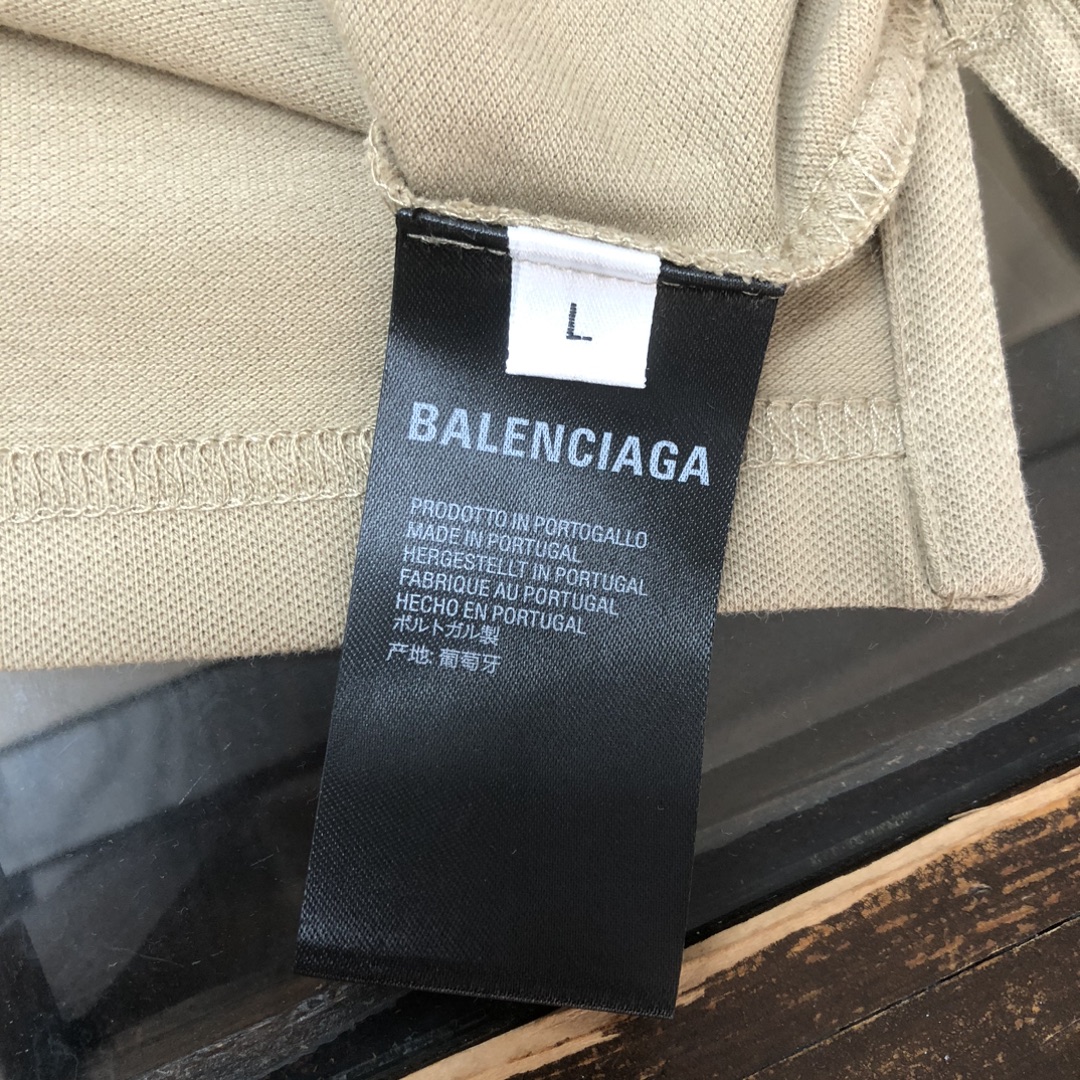 L
BALENCIAGA
PRODOTTO IN PORTOGALLO
MADE IN PORTUGAL
HERGESTELLT IN PORTUGAL
FABRIQUE AU PORTUGAL
HECHO EN PORTUGAL
ポルトガル製
产地: 葡萄牙